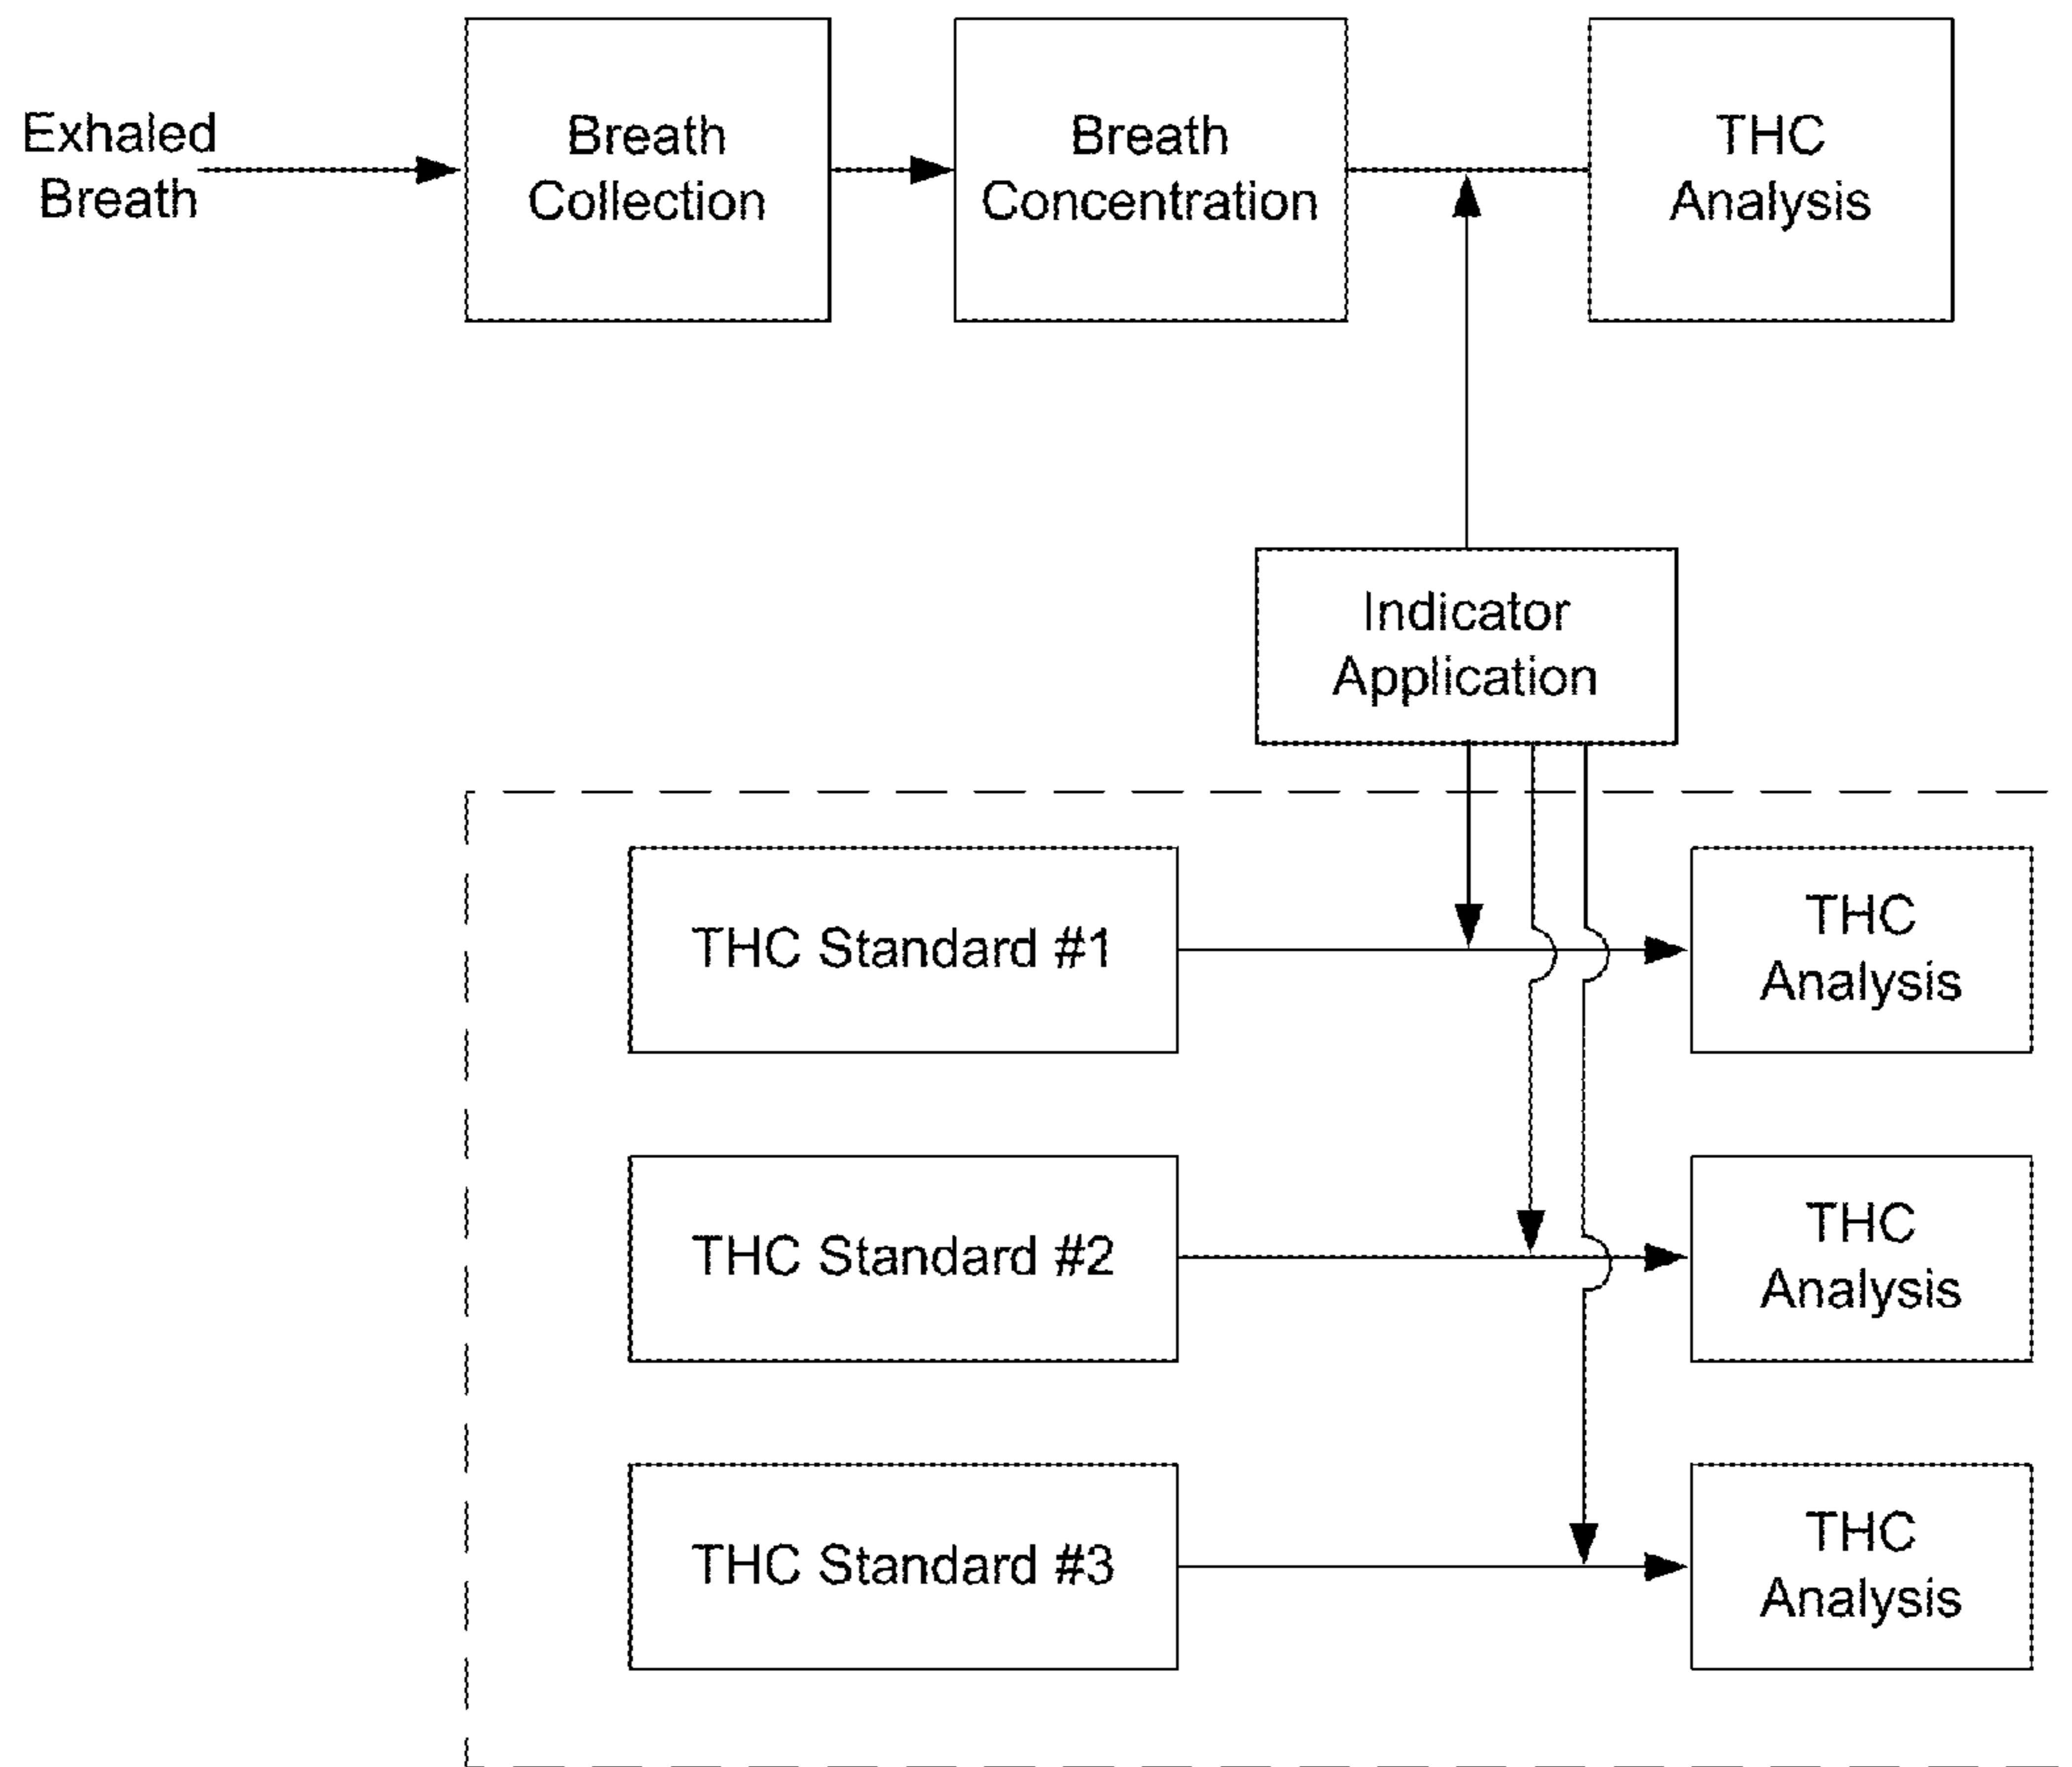 Exhaled
Breath
Breath
Collection
Breath
Concentration
THC
Analysis
Indicator
Application
THC Standard #1
THC
Analysis
THC Standard #2
THC
Analysis
THC Standard #3
THC
Analysis